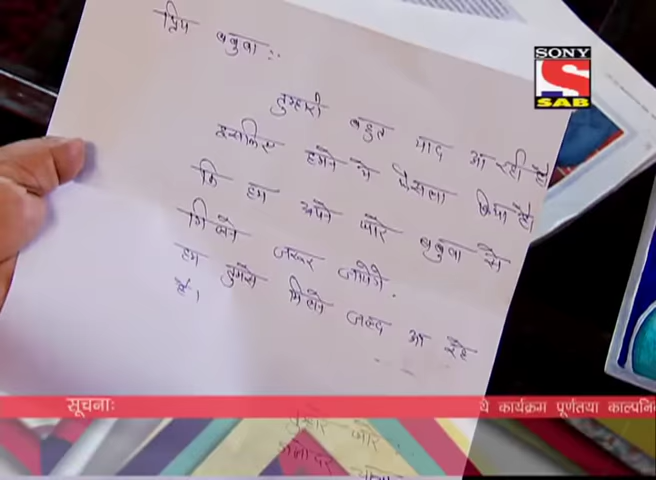 प्रिय बबुवा :
तुम्हारी बहुत याद आ रही है
इसलिए हमने ये फैसला किया है
कि हम अपने प्यारे बबुवा से
मिलने जरूर जायेगे.
हम तुमसे मिलने जल्द आ रहे
है।
SONY
SAB
सूचना:
कार्यक्रम पूर्णतया